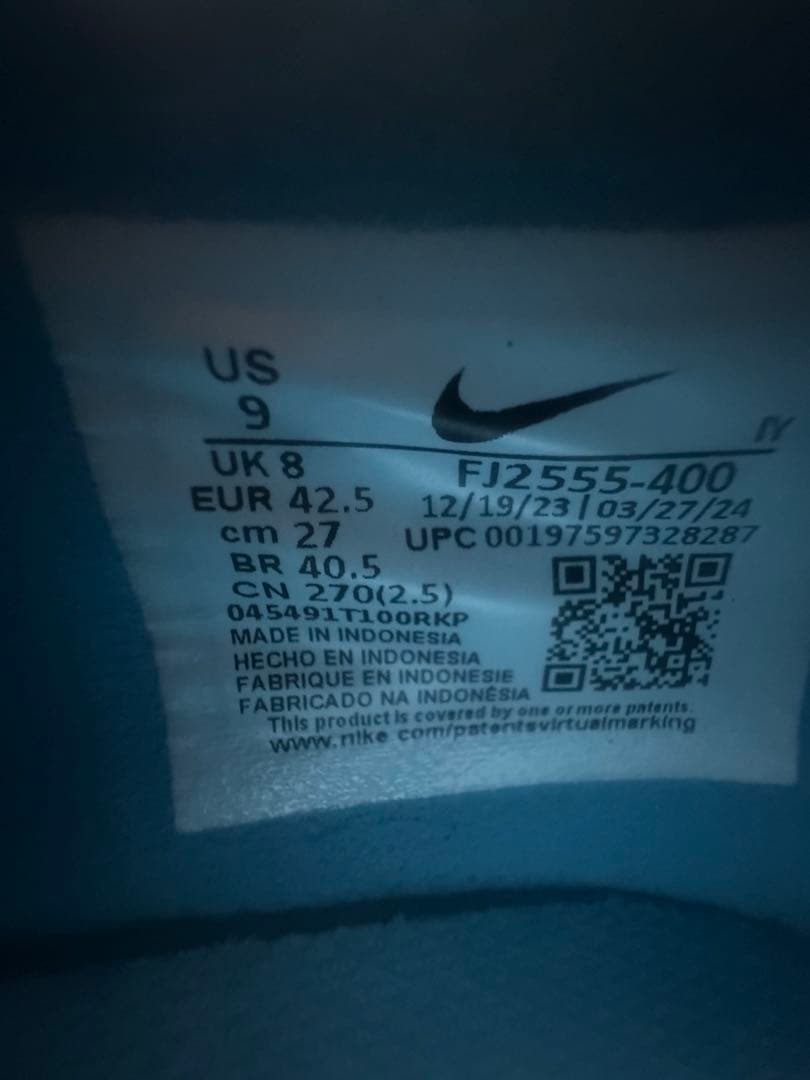 US
9
IY
UK 8
FJ2555-400
EUR 42.5
12/19/23 | 03/27/24
cm 27
UPC 00197597328287
BR 40.5
CN 270(2.5)
045491T100RKP
MADE IN INDONESIA
HECHO EN INDONESIA
FABRIQUE EN INDONESIE
FABRICADO NA INDONÉSIA
This product is covered by one or more patents.
www.nike com/patentsvirtualmarking